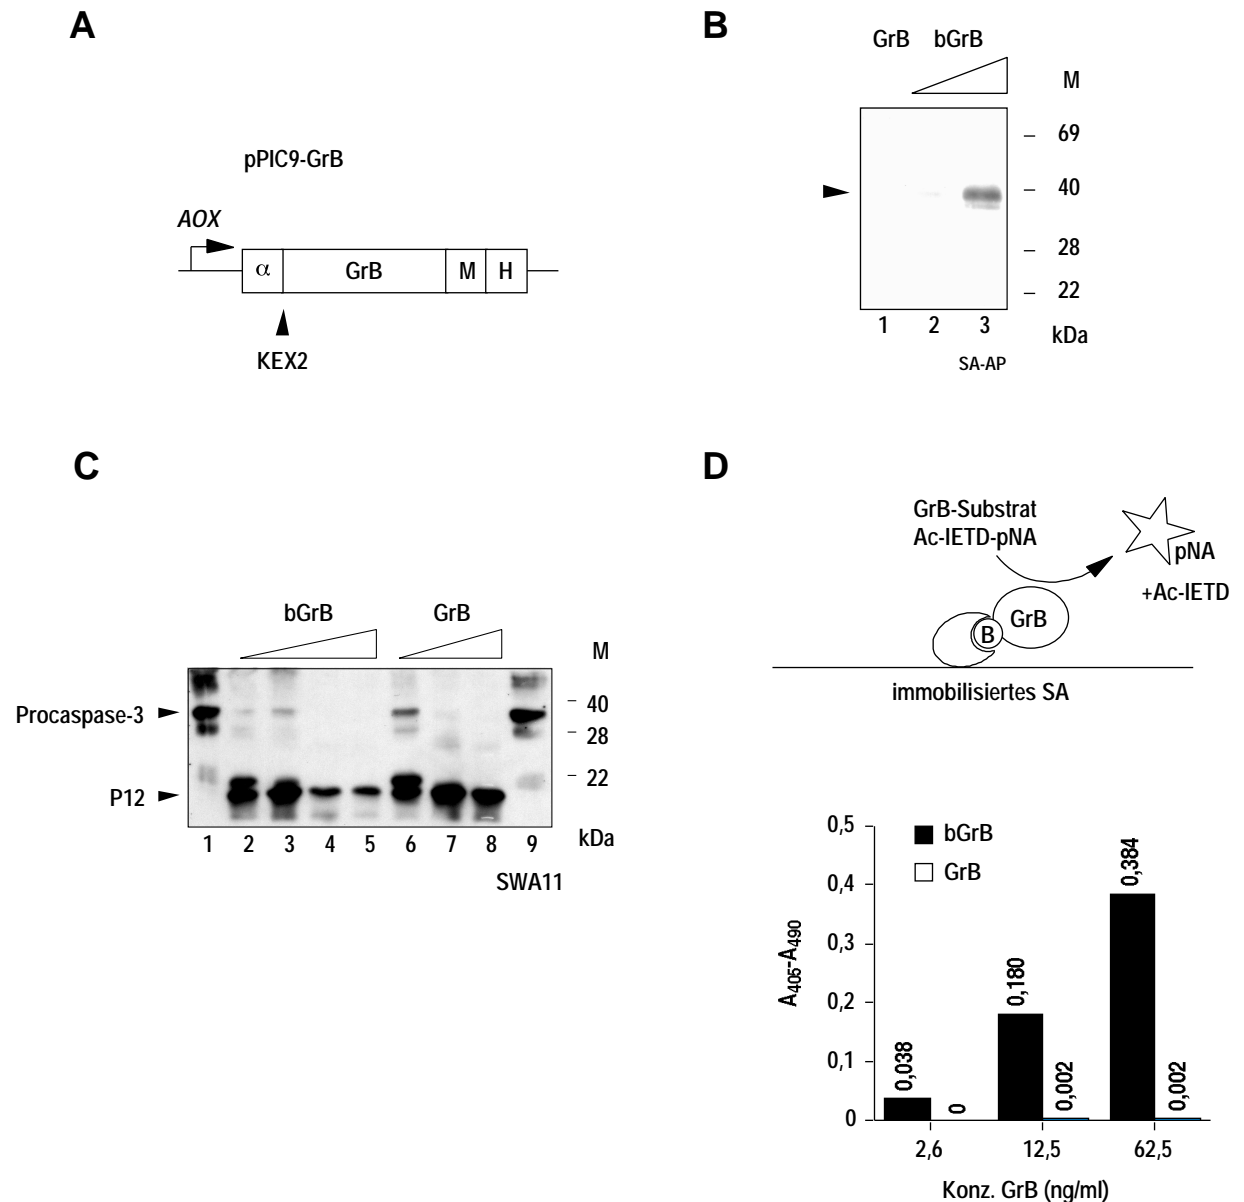 A
pPIC9-GrB
AOX
α GrB M H
KEX2
B
GrB bGrB
M
69
40
28
22
1 2 3
kDa
SA-AP
C
bGrB GrB
M
Procaspase-3
40
28
22
P12
1 2 3 4 5 6 7 8 9
kDa
SWA11
D
GrB-Substrat
Ac-IETD-pNA
pNA
+Ac-IETD
B GrB
immobilisiertes SA
0,5
0,4
0,3
0,2
0,1
0
A405-A490
bGrB
GrB
0,038
0
0,180
0,002
0,384
0,002
2,6 12,5 62,5
Konz. GrB (ng/ml)